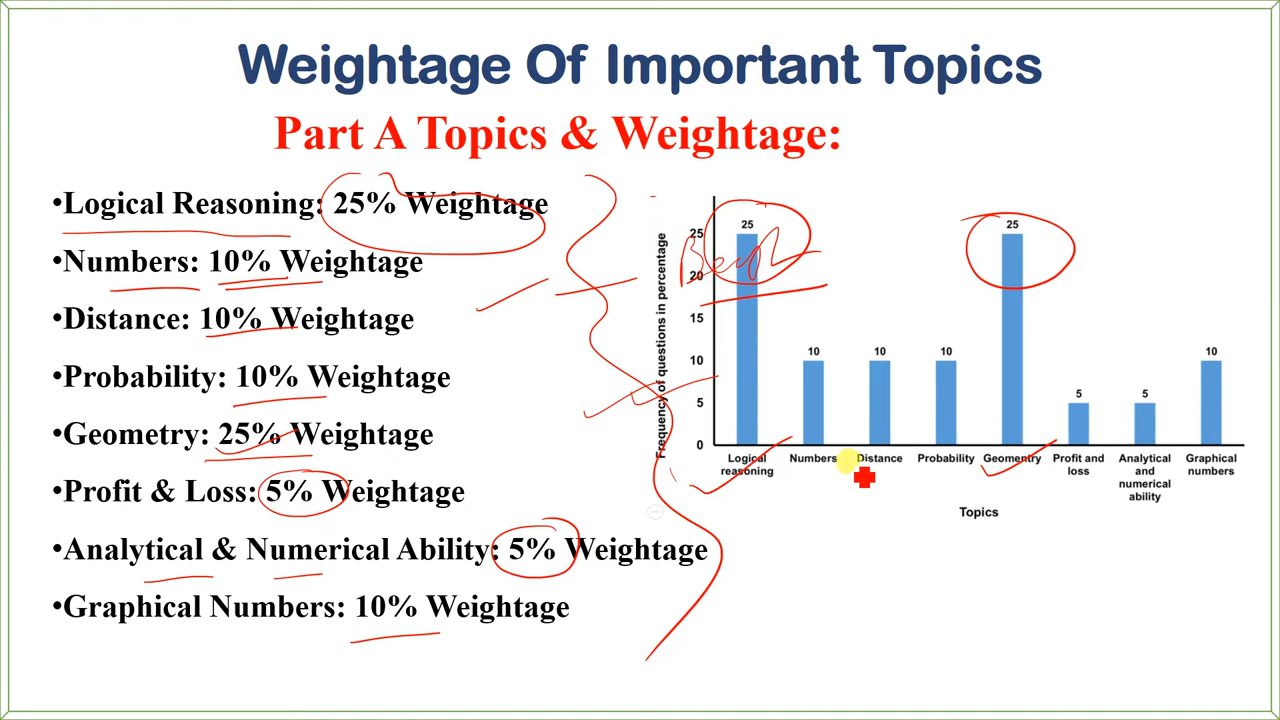 Weightage Of Important Topics
Part A Topics & Weightage:
•Logical Reasoning: 25% Weightage
•Numbers: 10% Weightage
•Distance: 10% Weightage
•Probability: 10% Weightage
•Geometry: 25% Weightage
•Profit & Loss: 5% Weightage
•Analytical & Numerical Ability: 5% Weightage
•Graphical Numbers: 10% Weightage
Frequency of questions in percentage
25
20
15
10
5
0
25
10
10
10
25
5
5
10
Logical
reasoning
Numbers
Distance
Probability
Geomentry
Profit and
loss
Analytical
and
numerical
ability
Graphical
numbers
Topics